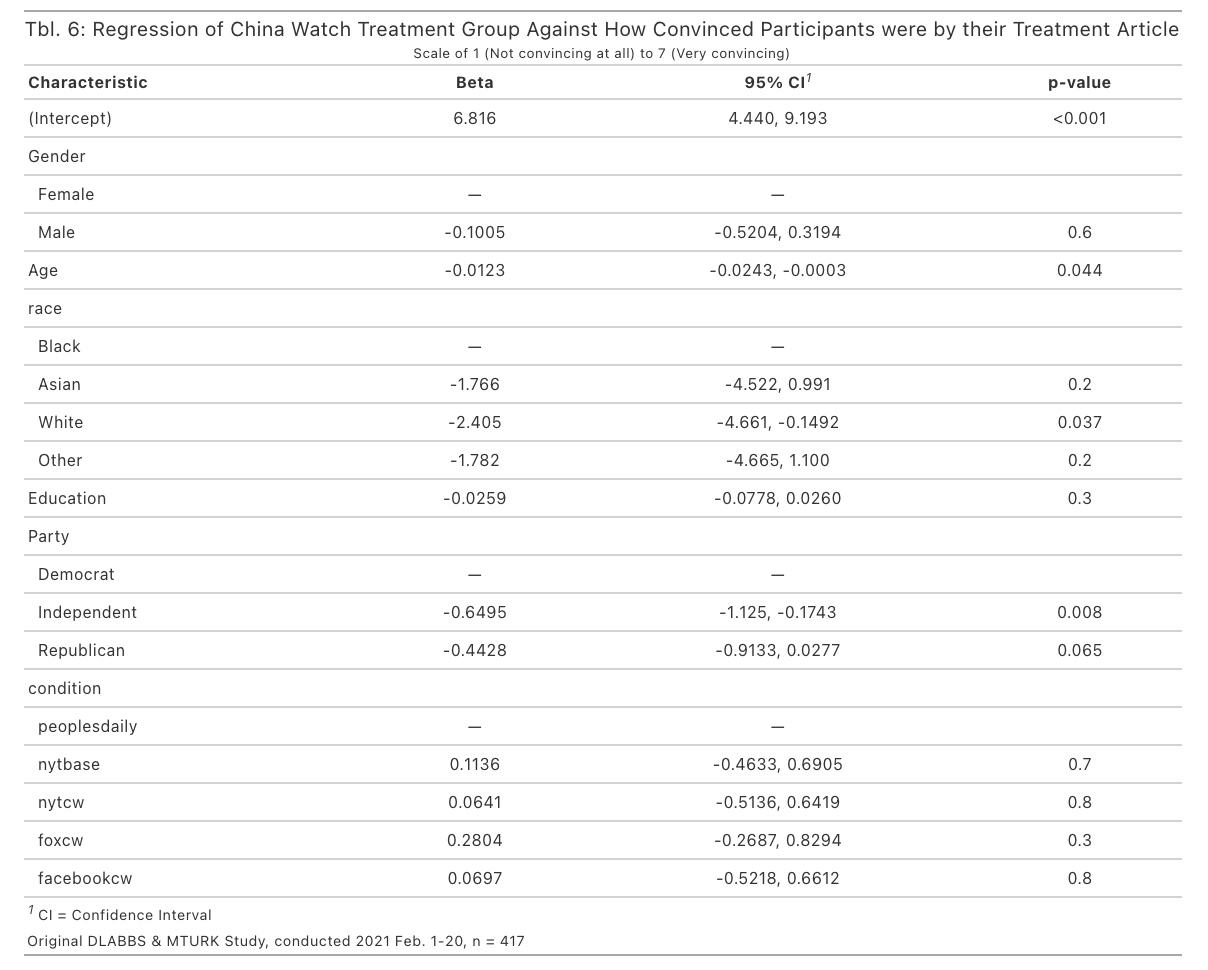 Tbl. 6: Regression of China Watch Treatment Group Against How Convinced Participants were by their Treatment Article
Scale of 1 (Not convincing at all) to 7 (Very convincing)
Characteristic Beta 95% CI1 p-value
(Intercept) 6.816 4.440, 9.193 <0.001
Gender
Female — —
Male -0.1005 -0.5204, 0.3194 0.6
Age -0.0123 -0.0243, -0.0003 0.044
race
Black — —
Asian -1.766 -4.522, 0.991 0.2
White -2.405 -4.661, -0.1492 0.037
Other -1.782 -4.665, 1.100 0.2
Education -0.0259 -0.0778, 0.0260 0.3
Party
Democrat — —
Independent -0.6495 -1.125, -0.1743 0.008
Republican -0.4428 -0.9133, 0.0277 0.065
condition
peoplesdaily — —
nytbase 0.1136 -0.4633, 0.6905 0.7
nytcw 0.0641 -0.5136, 0.6419 0.8
foxcw 0.2804 -0.2687, 0.8294 0.3
facebookcw 0.0697 -0.5218, 0.6612 0.8
1 CI = Confidence Interval
Original DLABBS & MTURK Study, conducted 2021 Feb. 1-20, n = 417